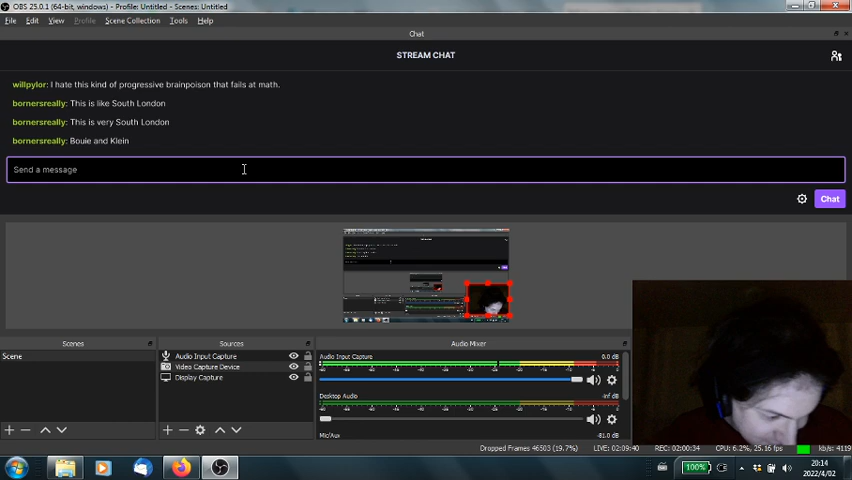 OBS 25.0.1 (64-bit, windows) - Profile: Untitled - Scenes: Untitled
File Edit View Profile Scene Collection Tools Help
Chat
STREAM CHAT
willpylor: I hate this kind of progressive brainpoison that fails at math.
bornersreally: This is like South London
bornersreally: This is very South London
bornersreally: Bouie and Klein
Send a message
Chat
Scenes Sources Audio Mixer
Scene
Audio Input Capture
Video Capture Device
Display Capture
Audio Input Capture 0.0 dB
Desktop Audio -inf dB
Mic/Aux -81.0 dB
Dropped Frames 46503 (19.7%) LIVE: 02:09:40 REC: 02:00:34 CPU: 6.2%, 25.16 fps kb/s: 4119
100% 20:14
2022/4/02